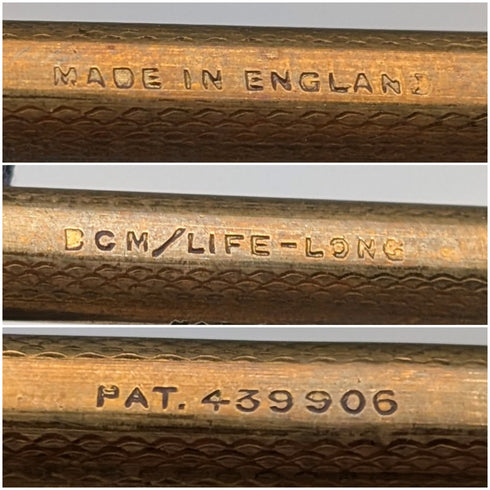 MADE IN ENGLAND
BCM/LIFE-LONG
PAT. 439906